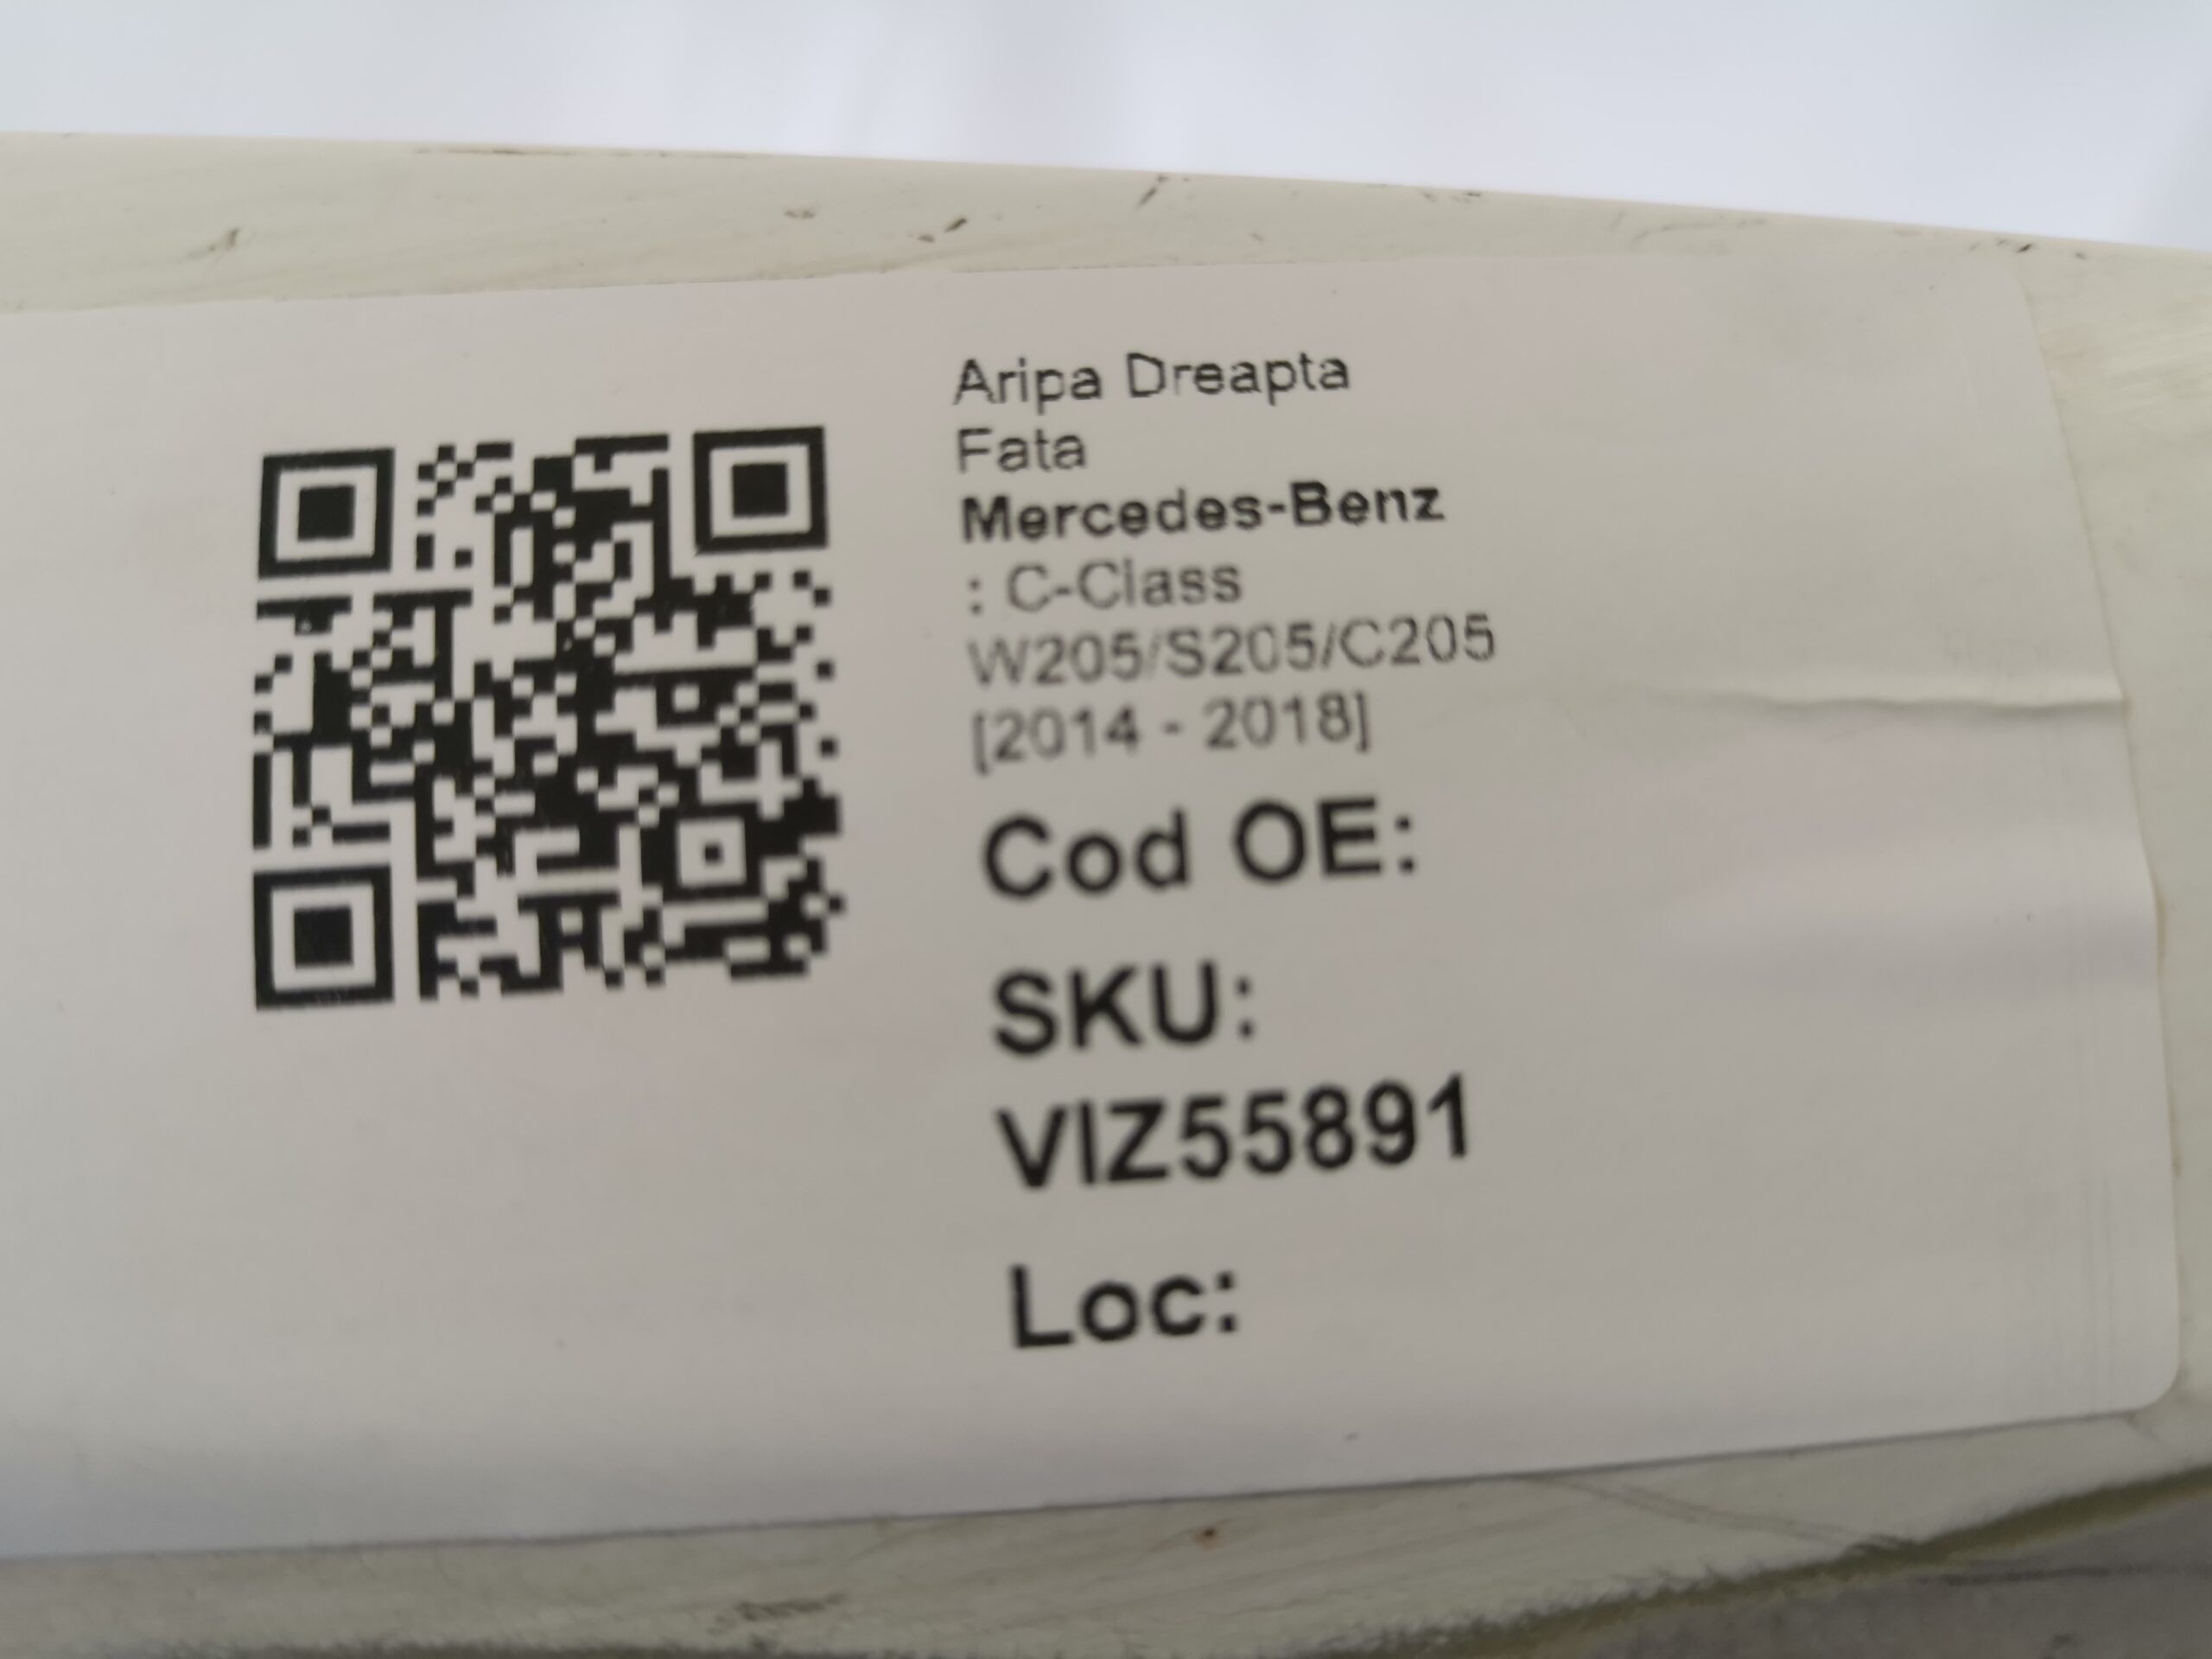 Aripa Dreapta
Fata
Mercedes-Benz
: C-Class
W205/S205/C205
[2014 - 2018]
Cod OE:
SKU:
VIZ55891
Loc: